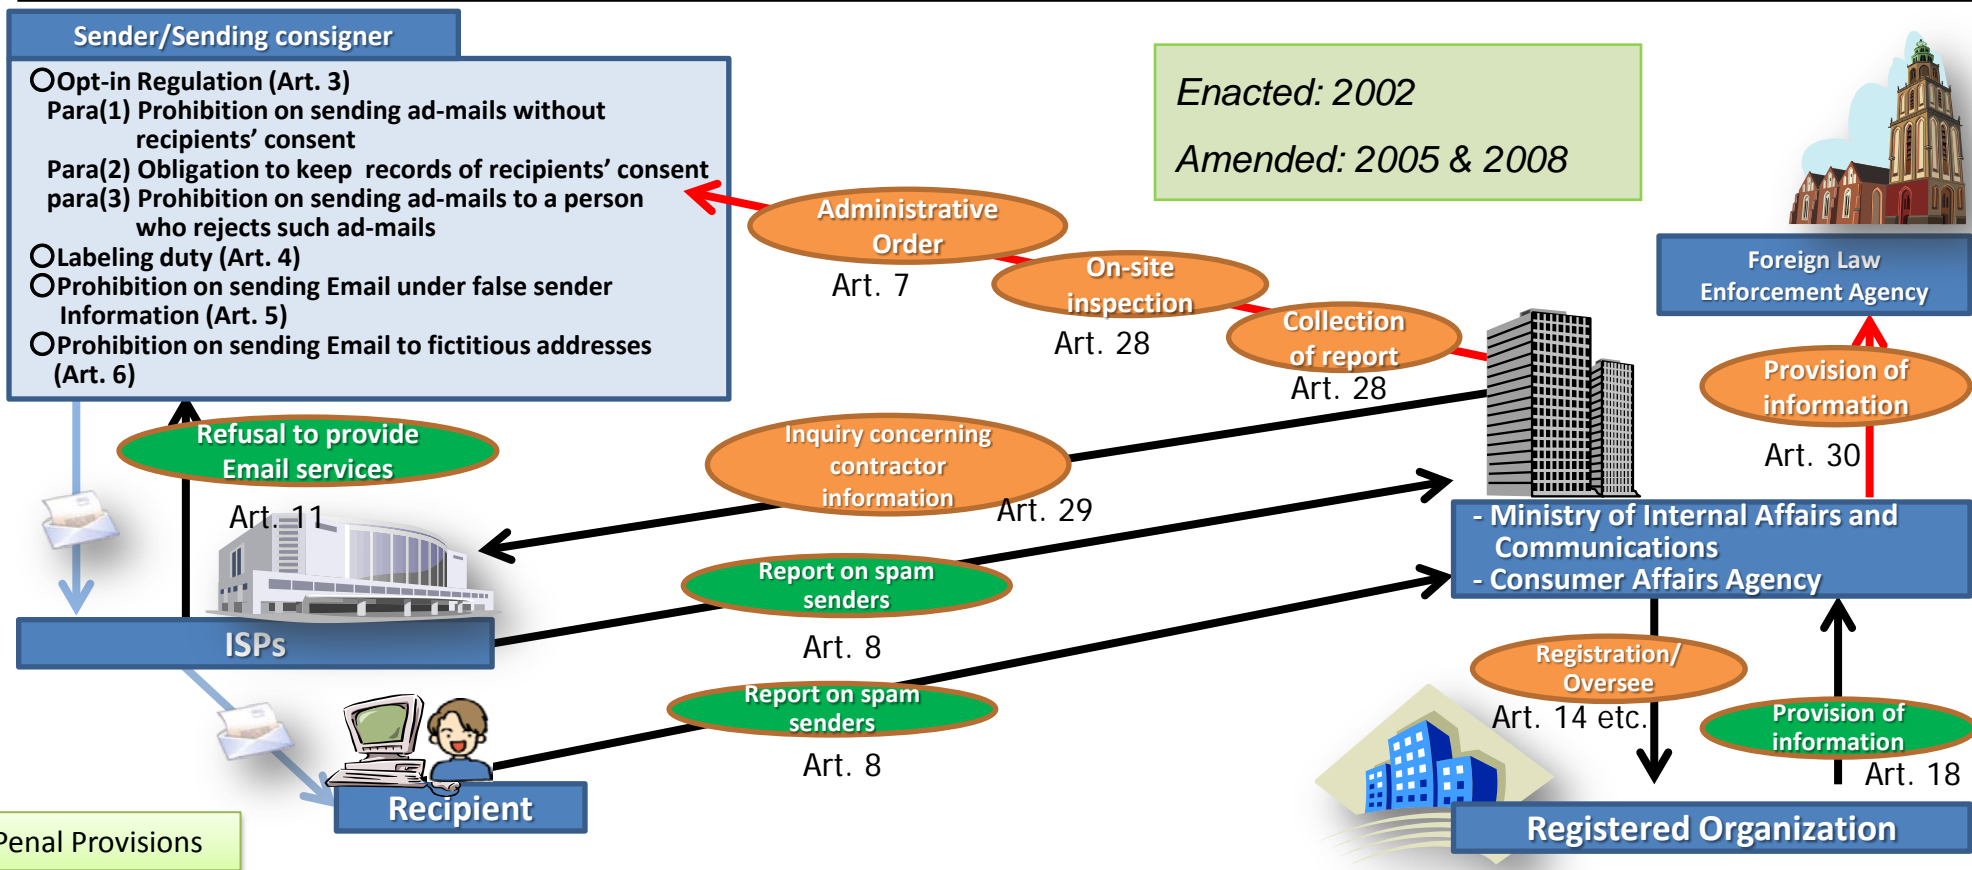 Sender/Sending consigner
○Opt-in Regulation (Art. 3)
Para(1) Prohibition on sending ad-mails without
recipients' consent
Para(2) Obligation to keep records of recipients' consent
para(3) Prohibition on sending ad-mails to a person
who rejects such ad-mails
○Labeling duty (Art. 4)
○Prohibition on sending Email under false sender
Information (Art. 5)
○Prohibition on sending Email to fictitious addresses
(Art. 6)
Enacted: 2002
Amended: 2005 & 2008
Administrative
Order
Art. 7
On-site
inspection
Art. 28
Collection
of report
Art. 28
Foreign Law
Enforcement Agency
Provision of
information
Art. 30
Refusal to provide
Email services
Art. 11
Inquiry concerning
contractor
information
Art. 29
- Ministry of Internal Affairs and
Communications
- Consumer Affairs Agency
Report on spam
senders
Art. 8
ISPs
Report on spam
senders
Art. 8
Registration/
Oversee
Art. 14 etc.
Provision of
information
Art. 18
Recipient
Registered Organization
Penal Provisions